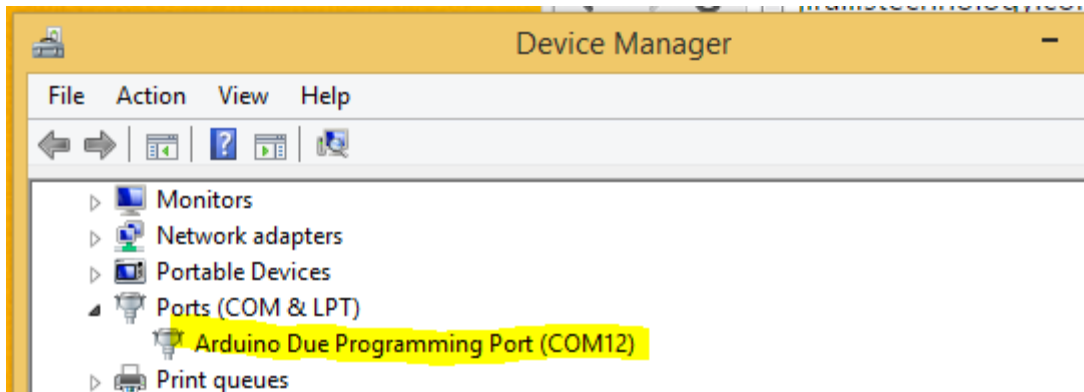 Device Manager
File Action View Help
Monitors
Network adapters
Portable Devices
Ports (COM & LPT)
Arduino Due Programming Port (COM12)
Print queues